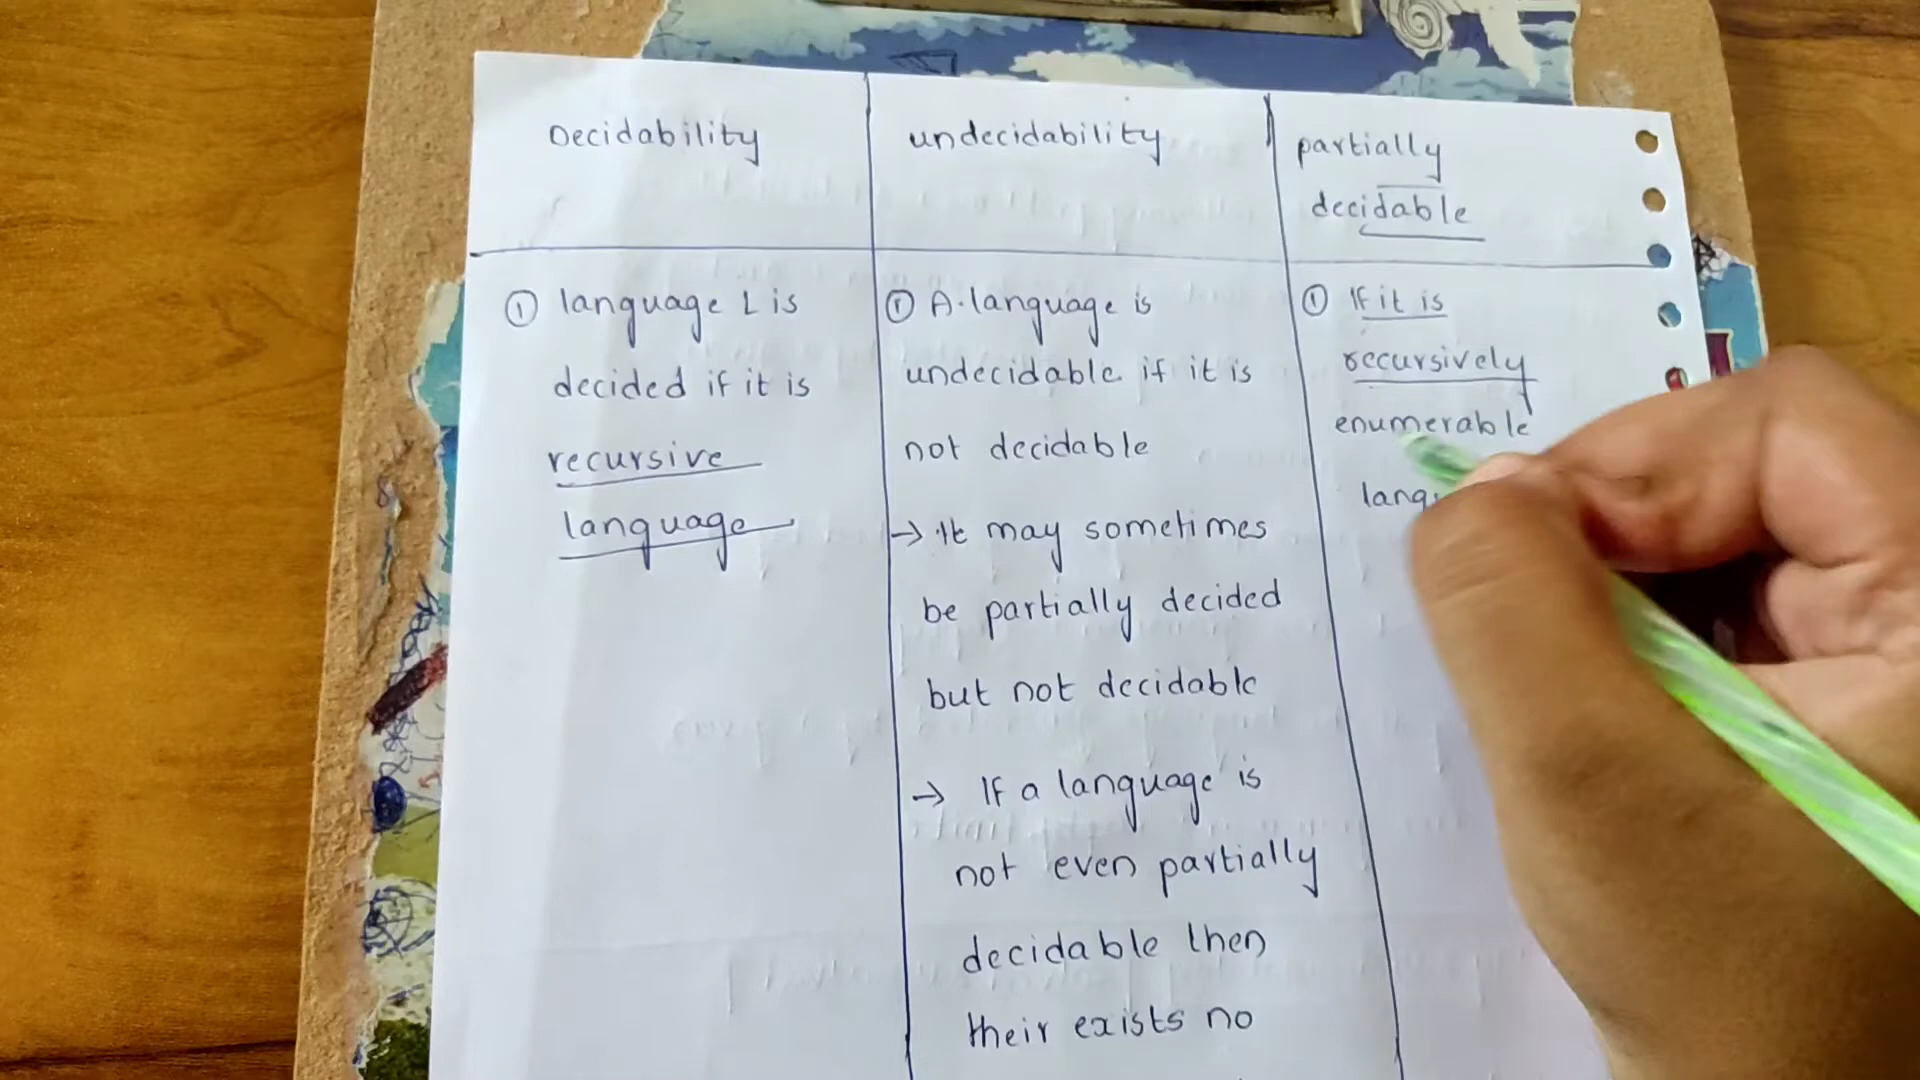 Decidability
undecidability
partially
decidable
① language L is
decided if it is
recursive
language
① A. language is
undecidable if it is
not decidable
→ It may sometimes
be partially decided
but not decidable
→ If a language is
not even partially
decidable then
their exists no
① If it is
recursively
enumerable